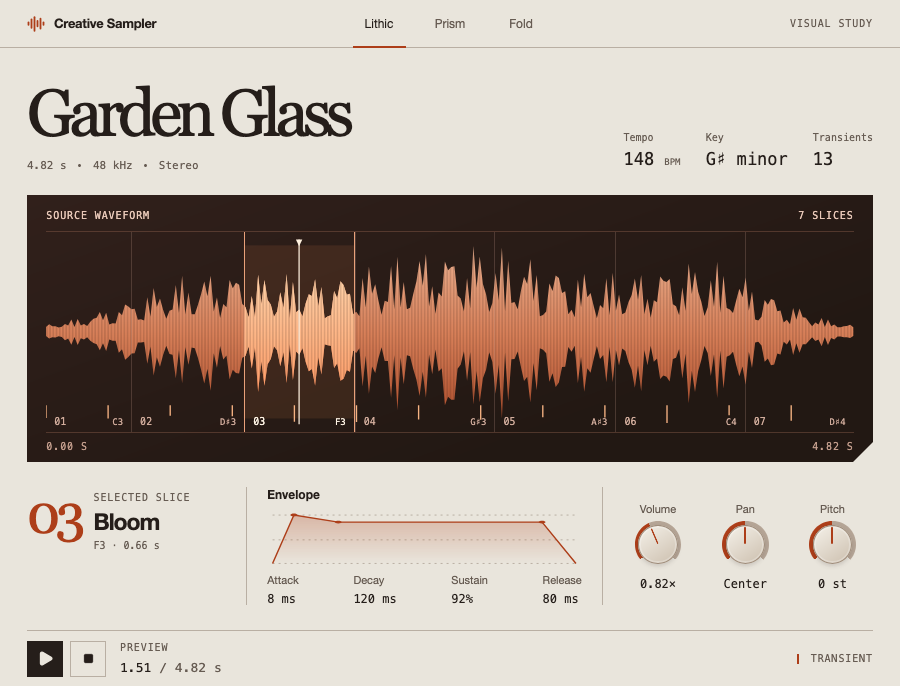 Creative Sampler
Lithic Prism Fold
VISUAL STUDY
Garden Glass
4.82 s • 48 kHz • Stereo
Tempo Key Transients
148 BPM G♯ minor 13
SOURCE WAVEFORM 7 SLICES
01 C3 02 D♯3 03 F3 04 G♯3 05 A♯3 06 C4 07 D♯4
0.00 S 4.82 S
03
SELECTED SLICE
Bloom
F3 · 0.66 s
Envelope
Attack Decay Sustain Release
8 ms 120 ms 92% 80 ms
Volume Pan Pitch
0.82× Center 0 st
PREVIEW
1.51 / 4.82 s
TRANSIENT